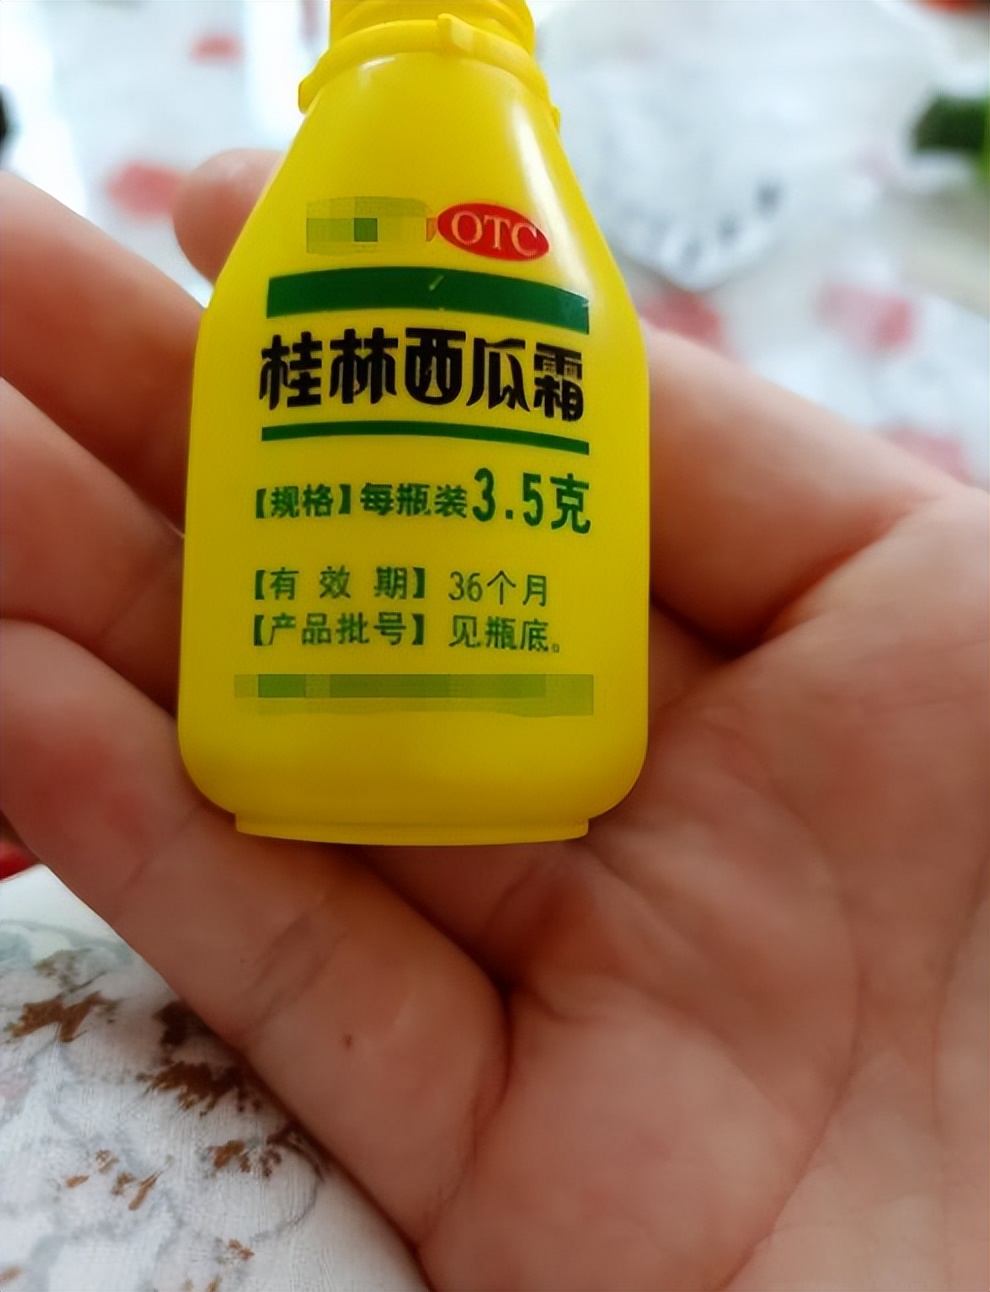 OTC
桂林西瓜霜
【规格】每瓶装3.5克
【有效期】36个月
【产品批号】见瓶底。